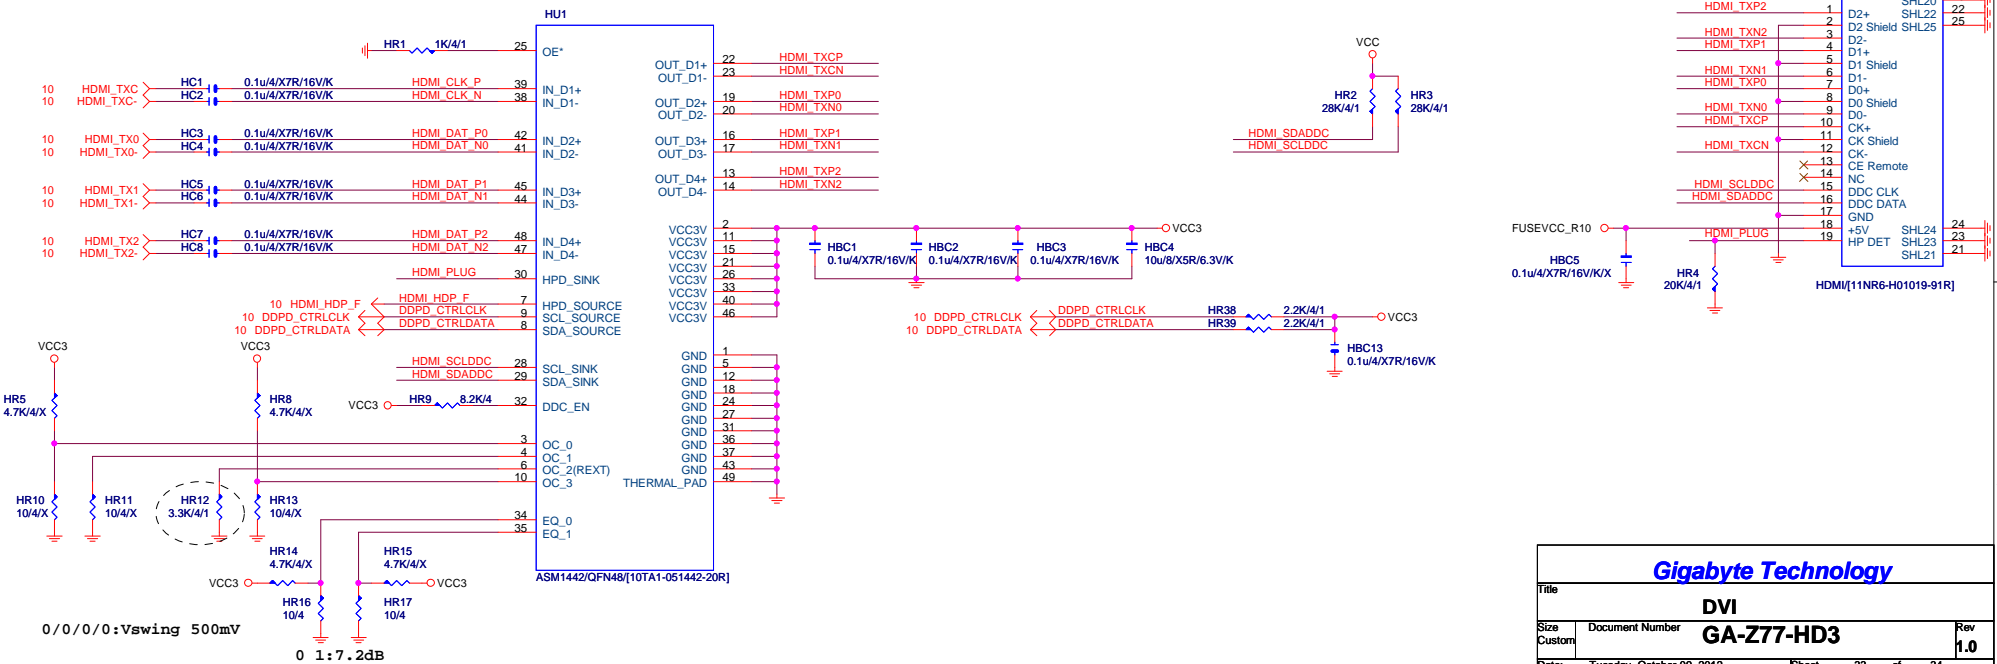 HU1
HR1 1K/4/1 25 OE*
10 HDMI_TXC HC1 0.1u/4/X7R/16V/K HDMI_CLK_P 39 IN_D1+
10 HDMI_TXC- HC2 0.1u/4/X7R/16V/K HDMI_CLK_N 38 IN_D1-
10 HDMI_TX0 HC3 0.1u/4/X7R/16V/K HDMI_DAT_P0 42 IN_D2+
10 HDMI_TX0- HC4 0.1u/4/X7R/16V/K HDMI_DAT_N0 41 IN_D2-
10 HDMI_TX1 HC5 0.1u/4/X7R/16V/K HDMI_DAT_P1 45 IN_D3+
10 HDMI_TX1- HC6 0.1u/4/X7R/16V/K HDMI_DAT_N1 44 IN_D3-
10 HDMI_TX2 HC7 0.1u/4/X7R/16V/K HDMI_DAT_P2 48 IN_D4+
10 HDMI_TX2- HC8 0.1u/4/X7R/16V/K HDMI_DAT_N2 47 IN_D4-
HDMI_PLUG 30 HPD_SINK
10 HDMI_HDP_F HDMI_HDP_F 7 HPD_SOURCE
10 DDPD_CTRLCLK DDPD_CTRLCLK 9 SCL_SOURCE
10 DDPD_CTRLDATA DDPD_CTRLDATA 8 SDA_SOURCE
HDMI_SCLDDC 28 SCL_SINK
HDMI_SDADDC 29 SDA_SINK
VCC3 HR9 8.2K/4 32 DDC_EN
3 OC_0
4 OC_1
6 OC_2(REXT)
10 OC_3
34 EQ_0
35 EQ_1
VCC3
HR5
4.7K/4/X
VCC3
HR8
4.7K/4/X
HR10
10/4/X
HR11
10/4/X
HR12
3.3K/4/1
HR13
10/4/X
HR14
4.7K/4/X
VCC3
HR15
4.7K/4/X
VCC3
HR16
10/4
HR17
10/4
0/0/0/0:Vswing 500mV
0 1:7.2dB
OUT_D1+ 22 HDMI_TXCP
OUT_D1- 23 HDMI_TXCN
OUT_D2+ 19 HDMI_TXP0
OUT_D2- 20 HDMI_TXN0
OUT_D3+ 16 HDMI_TXP1
OUT_D3- 17 HDMI_TXN1
OUT_D4+ 13 HDMI_TXP2
OUT_D4- 14 HDMI_TXN2
VCC3V 2 VCC3
VCC3V 11
VCC3V 15
VCC3V 21
VCC3V 26
VCC3V 33
VCC3V 40
VCC3V 46
GND 1
GND 5
GND 12
GND 18
GND 24
GND 27
GND 31
GND 36
GND 37
GND 43
THERMAL_PAD 49
ASM1442/QFN48/[10TA1-051442-20R]
HBC1
0.1u/4/X7R/16V/K
HBC2
0.1u/4/X7R/16V/K
HBC3
0.1u/4/X7R/16V/K
HBC4
10u/8/X5R/6.3V/K
VCC
HR2
28K/4/1
HR3
28K/4/1
HDMI_SDADDC
HDMI_SCLDDC
10 DDPD_CTRLCLK DDPD_CTRLCLK HR38 2.2K/4/1 VCC3
10 DDPD_CTRLDATA DDPD_CTRLDATA HR39 2.2K/4/1
HBC13
0.1u/4/X7R/16V/K
HDMI_TXP2 1 D2+
2 D2 Shield
HDMI_TXN2 3 D2-
HDMI_TXP1 4 D1+
5 D1 Shield
HDMI_TXN1 6 D1-
HDMI_TXP0 7 D0+
8 D0 Shield
HDMI_TXN0 9 D0-
HDMI_TXCP 10 CK+
11 CK Shield
HDMI_TXCN 12 CK-
13 CE Remote
14 NC
HDMI_SCLDDC 15 DDC CLK
HDMI_SDADDC 16 DDC DATA
17 GND
FUSEVCC_R10 18 +5V
HDMI_PLUG 19 HP DET
SHL20
SHL22 22
SHL25 25
SHL24 24
SHL23 23
SHL21 21
HBC5
0.1u/4/X7R/16V/K/X
HR4
20K/4/1
HDMI/[11NR6-H01019-91R]
Gigabyte Technology
Title
DVI
Size
Custom
Document Number
GA-Z77-HD3
Rev
1.0
Date: Tuesday, October 09, 2012 Sheet 23 of 34